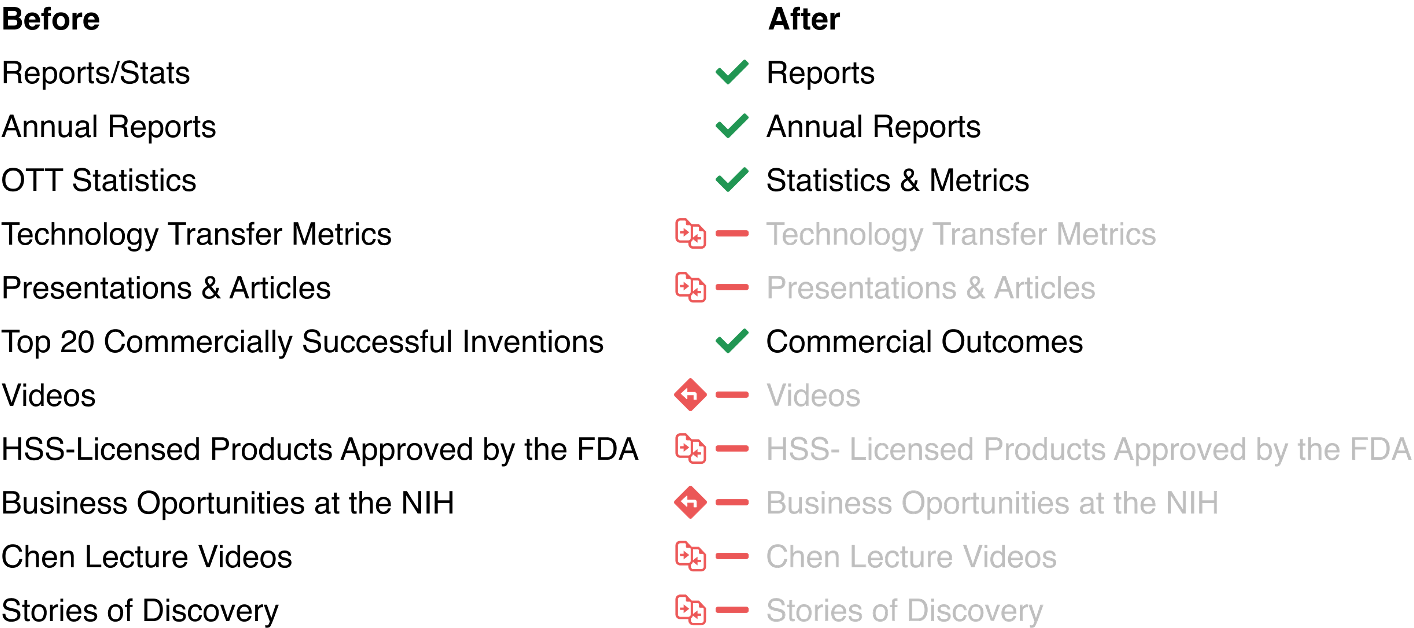 Before After
Reports/Stats Reports
Annual Reports Annual Reports
OTT Statistics Statistics & Metrics
Technology Transfer Metrics Technology Transfer Metrics
Presentations & Articles Presentations & Articles
Top 20 Commercially Successful Inventions Commercial Outcomes
Videos Videos
HSS-Licensed Products Approved by the FDA HSS- Licensed Products Approved by the FDA
Business Oportunities at the NIH Business Oportunities at the NIH
Chen Lecture Videos Chen Lecture Videos
Stories of Discovery Stories of Discovery